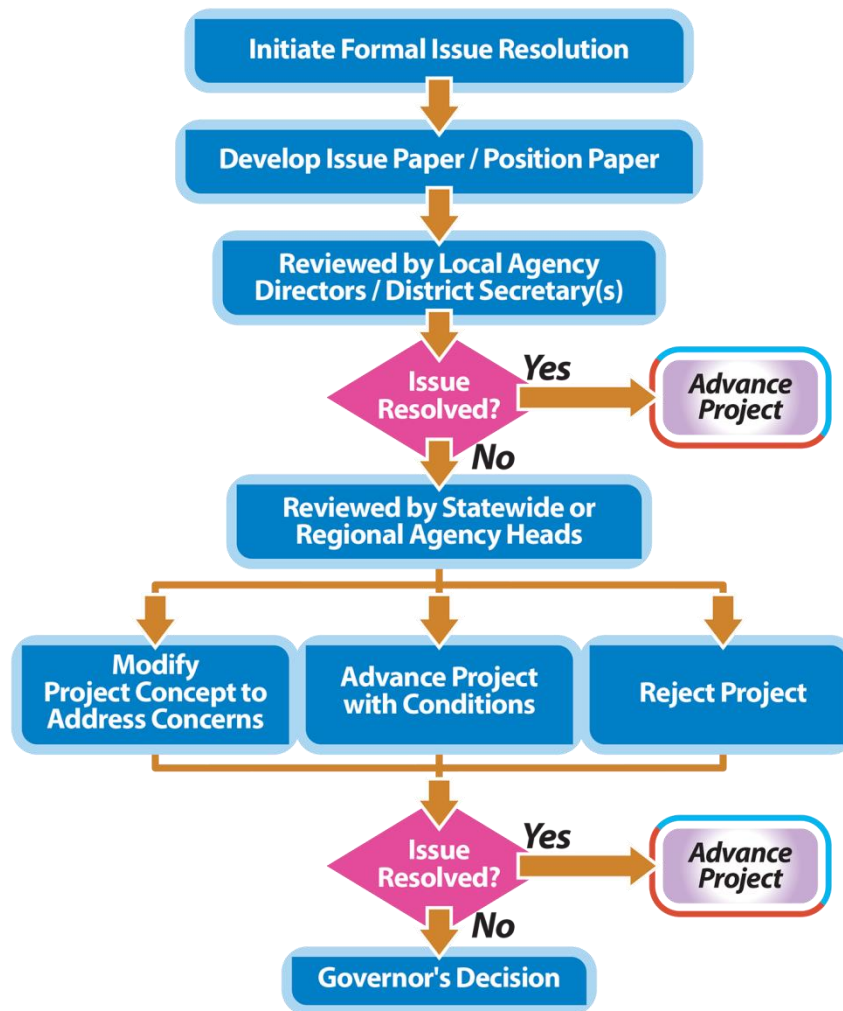 Initiate Formal Issue Resolution
Develop Issue Paper / Position Paper
Reviewed by Local Agency
Directors / District Secretary(s)
Issue
Resolved?
Yes
Advance
Project
No
Reviewed by Statewide or
Regional Agency Heads
Modify
Project Concept to
Address Concerns
Advance Project
with Conditions
Reject Project
Issue
Resolved?
Yes
Advance
Project
No
Governor's Decision